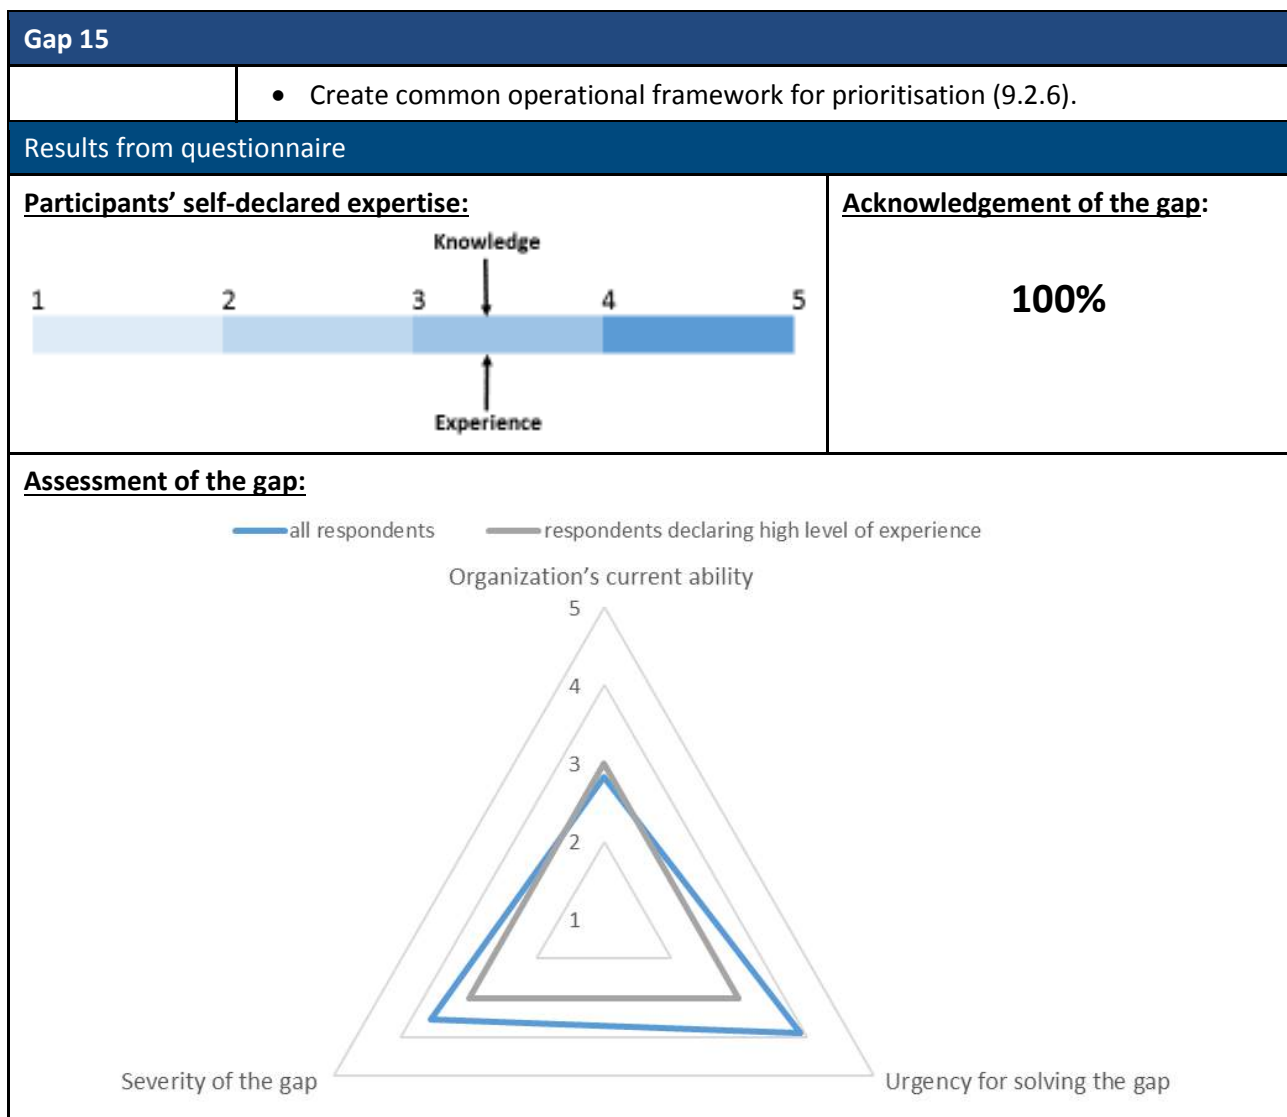 Gap 15
• Create common operational framework for prioritisation (9.2.6).
Results from questionnaire
Participants’ self-declared expertise:
Knowledge
1 2 3 4 5
Experience
Acknowledgement of the gap:
100%
Assessment of the gap:
all respondents respondents declaring high level of experience
Organization’s current ability
5
4
3
2
1
Severity of the gap
Urgency for solving the gap